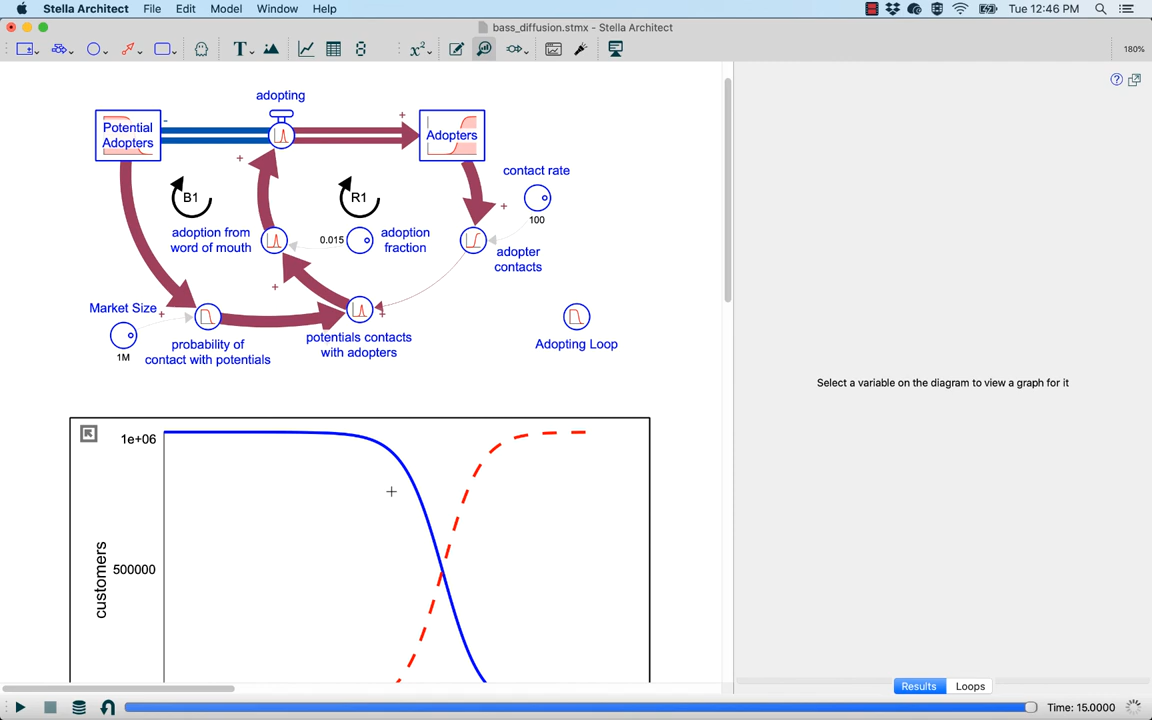 Stella Architect File Edit Model Window Help Tue 12:46 PM
bass_diffusion.stmx - Stella Architect
180%
adopting
Potential
Adopters
-
+
Adopters
contact rate
100
+
B1
R1
+
adoption from
word of mouth
0.015
adoption
fraction
adopter
contacts
+
Market Size
+
1M
probability of
contact with potentials
+
potentials contacts
with adopters
Adopting Loop
Select a variable on the diagram to view a graph for it
1e+06
500000
customers
Results Loops
Time: 15.0000